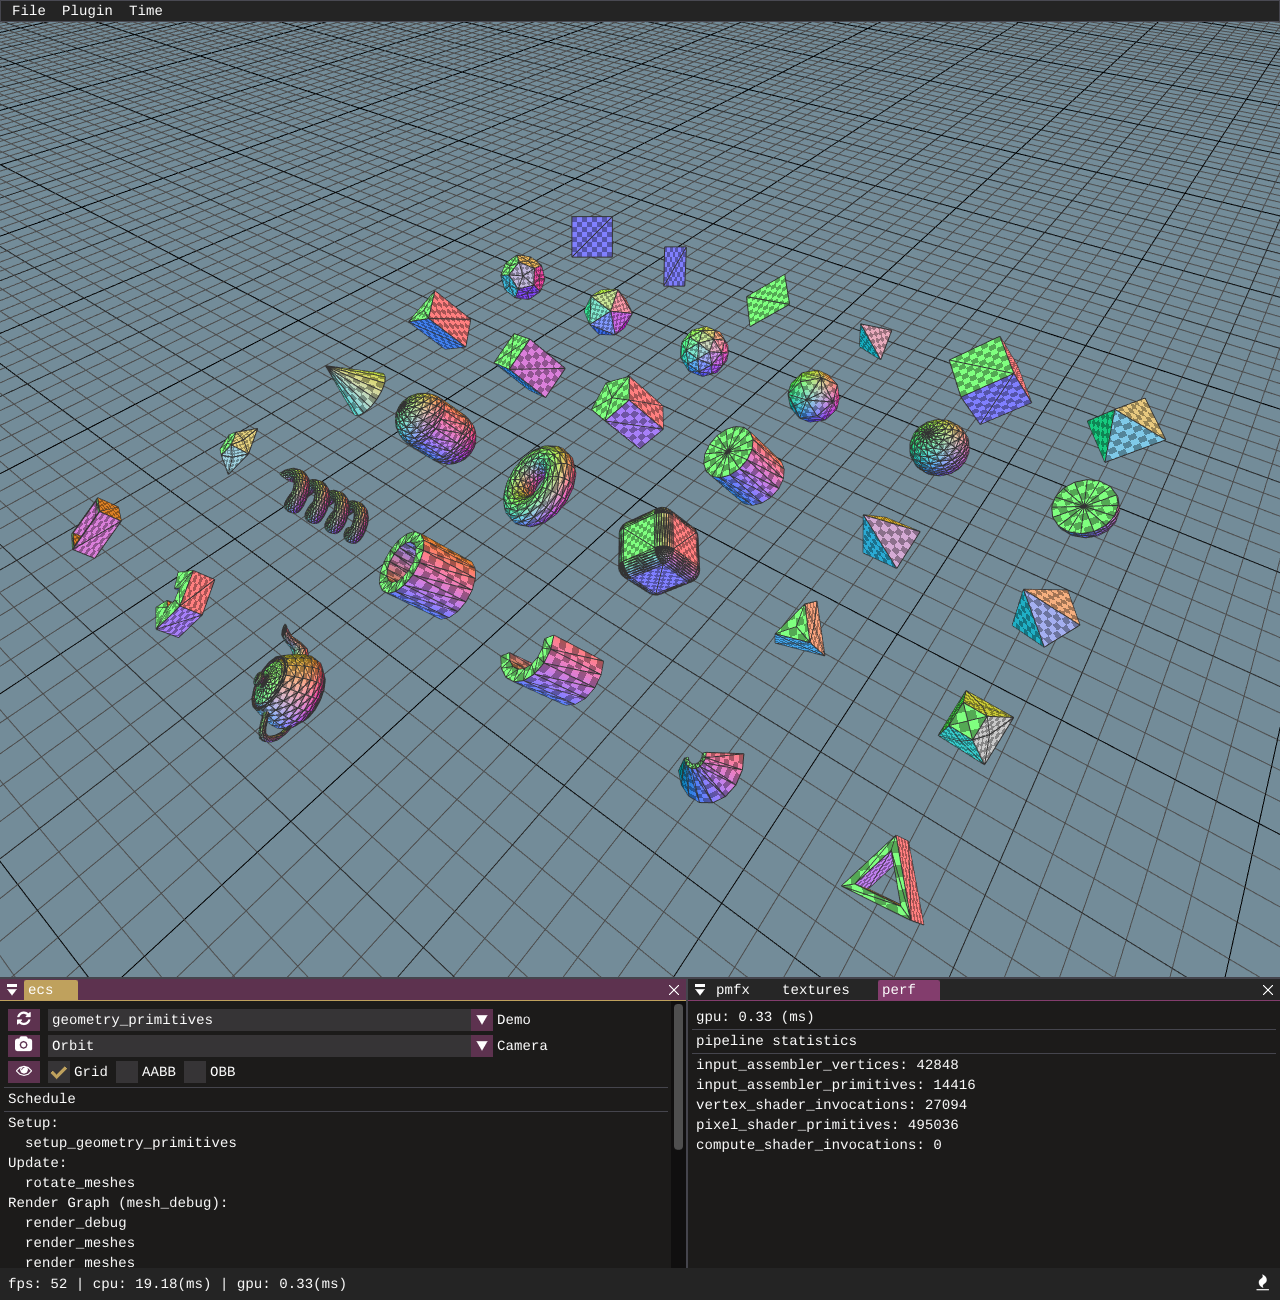 File Plugin Time
ecs
geometry_primitives Demo
Orbit Camera
Grid AABB OBB
Schedule
Setup:
setup_geometry_primitives
Update:
rotate_meshes
Render Graph (mesh_debug):
render_debug
render_meshes
render_meshes
pmfx textures perf
gpu: 0.33 (ms)
pipeline statistics
input_assembler_vertices: 42848
input_assembler_primitives: 14416
vertex_shader_invocations: 27094
pixel_shader_primitives: 495036
compute_shader_invocations: 0
fps: 52 | cpu: 19.18(ms) | gpu: 0.33(ms)